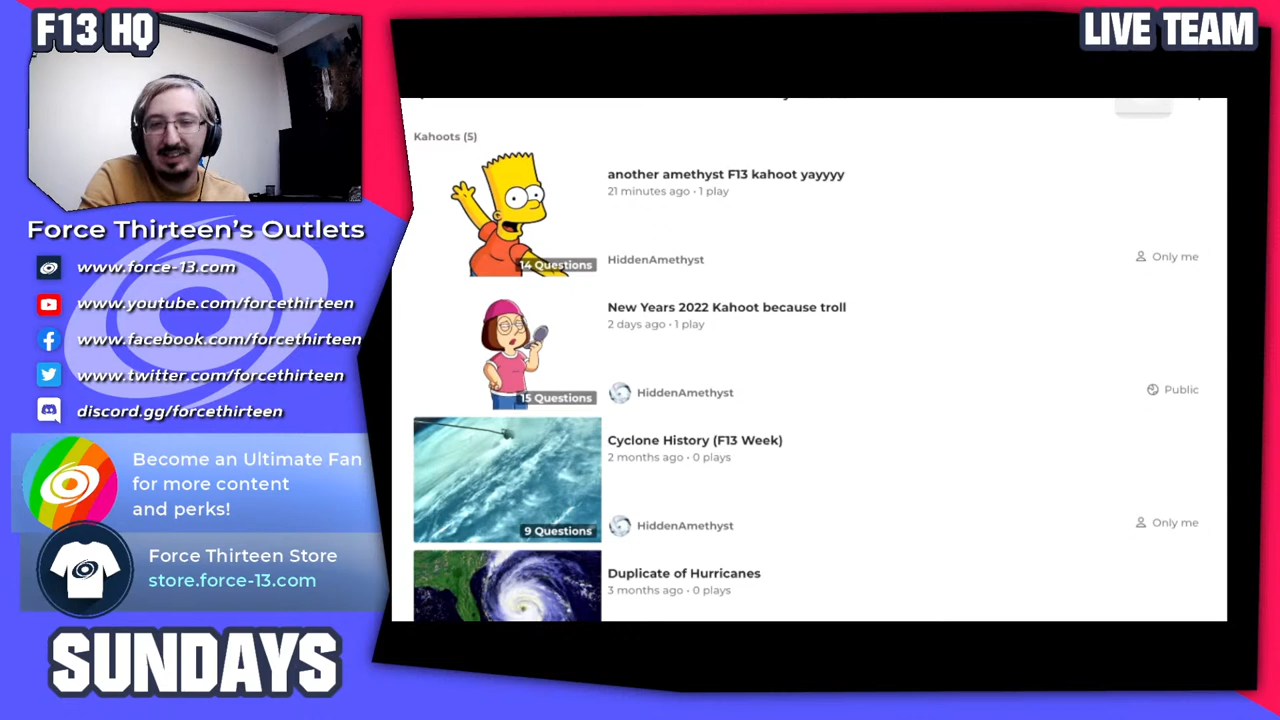 F13 HQ
LIVE TEAM
Force Thirteen's Outlets
www.force-13.com
www.youtube.com/forcethirteen
www.facebook.com/forcethirteen
www.twitter.com/forcethirteen
discord.gg/forcethirteen
Become an Ultimate Fan
for more content
and perks!
Force Thirteen Store
store.force-13.com
SUNDAYS
Kahoots (5)
another amethyst F13 kahoot yayyyy
21 minutes ago • 1 play
14 Questions
HiddenAmethyst
Only me
New Years 2022 Kahoot because troll
2 days ago • 1 play
15 Questions
HiddenAmethyst
Public
Cyclone History (F13 Week)
2 months ago • 0 plays
9 Questions
HiddenAmethyst
Only me
Duplicate of Hurricanes
3 months ago • 0 plays